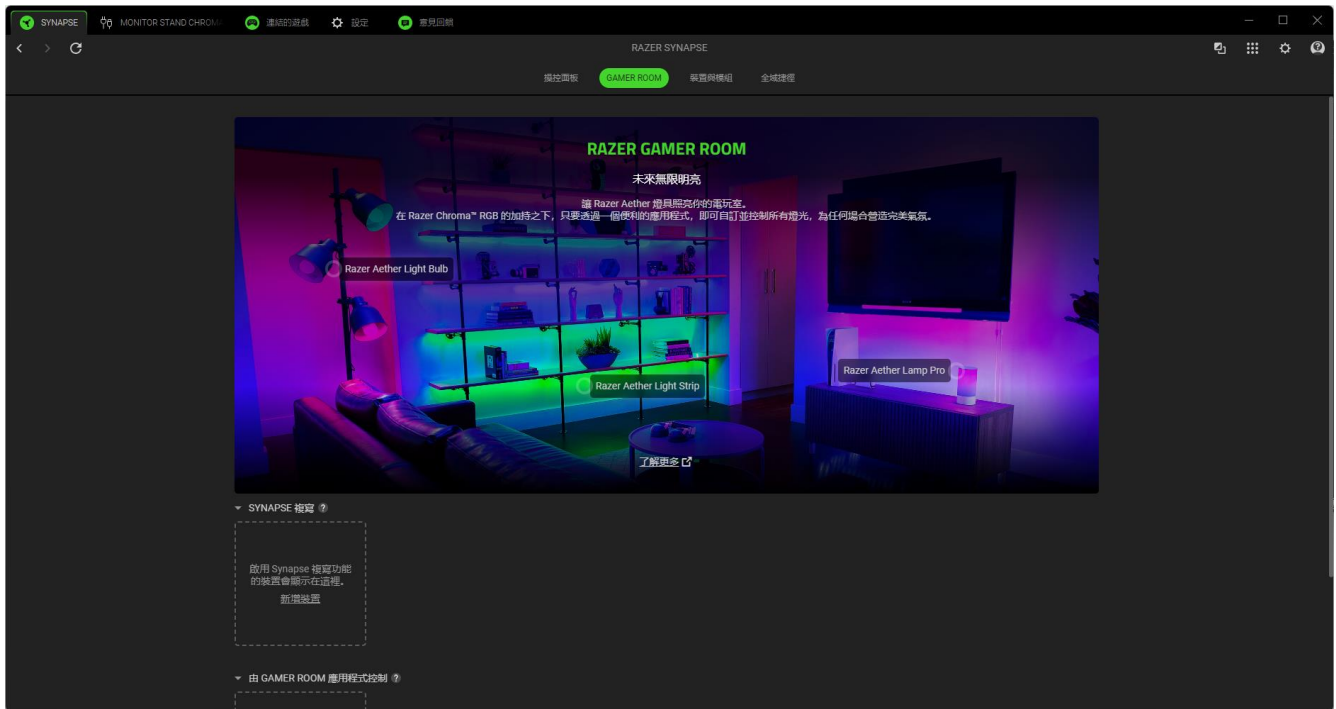 SYNAPSE
MONITOR STAND CHROM
連結的遊戲
設定
意見回饋
RAZER SYNAPSE
操控面板
GAMER ROOM
裝置與模組
全域捷徑
RAZER GAMER ROOM
未來無限明亮
讓 Razer Aether 燈具照亮你的電玩室。
在 Razer Chroma™ RGB 的加持之下，只要透過一個便利的應用程式，即可自訂並控制所有燈光，為任何場合營造完美氣氛。
Razer Aether Light Bulb
Razer Aether Lamp Pro
Razer Aether Light Strip
了解更多
SYNAPSE 複寫 ?
啟用 Synapse 複寫功能
的裝置會顯示在這裡。
新增裝置
由 GAMER ROOM 應用程式控制 ?